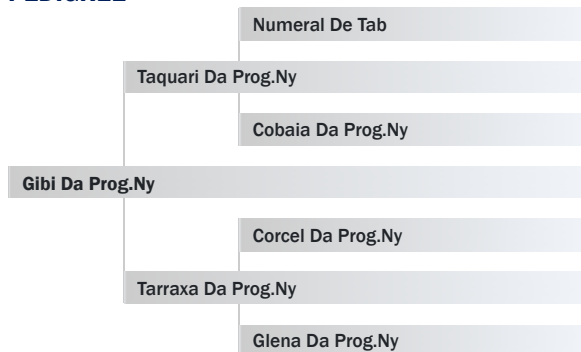 Numeral De Tab
Taquari Da Prog.Ny
Cobaia Da Prog.Ny
Gibi Da Prog.Ny
Corcel Da Prog.Ny
Tarraxa Da Prog.Ny
Glena Da Prog.Ny